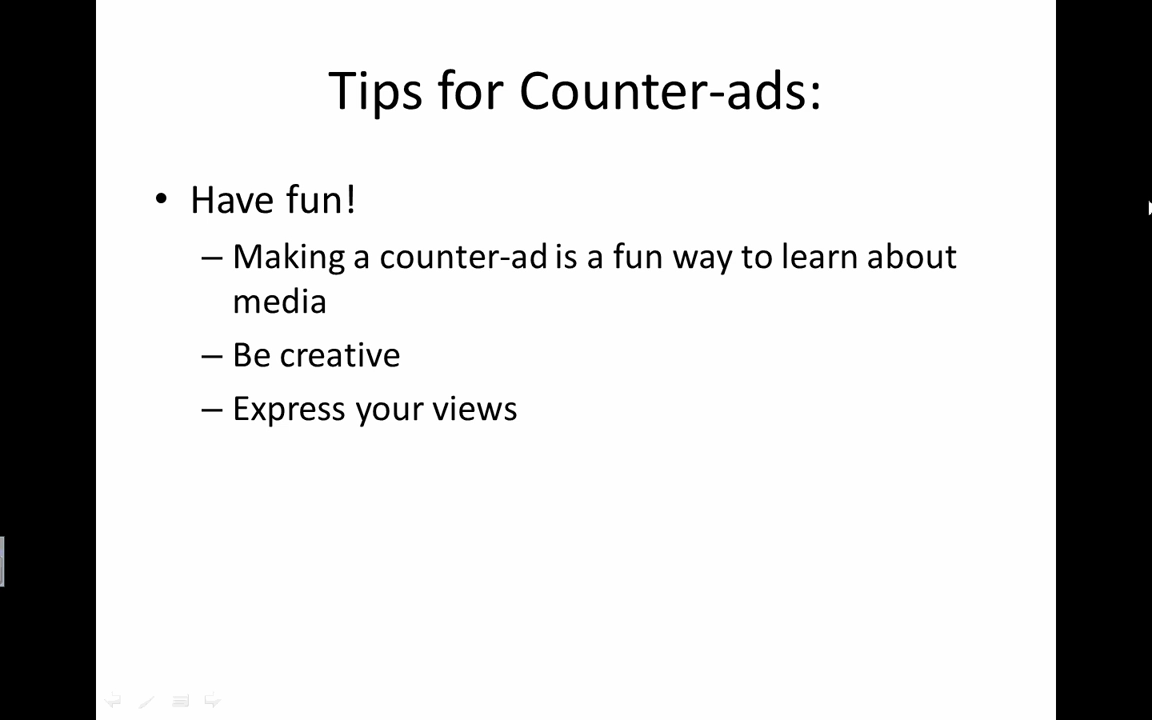 Tips for Counter-ads:
• Have fun!
– Making a counter-ad is a fun way to learn about
media
– Be creative
– Express your views